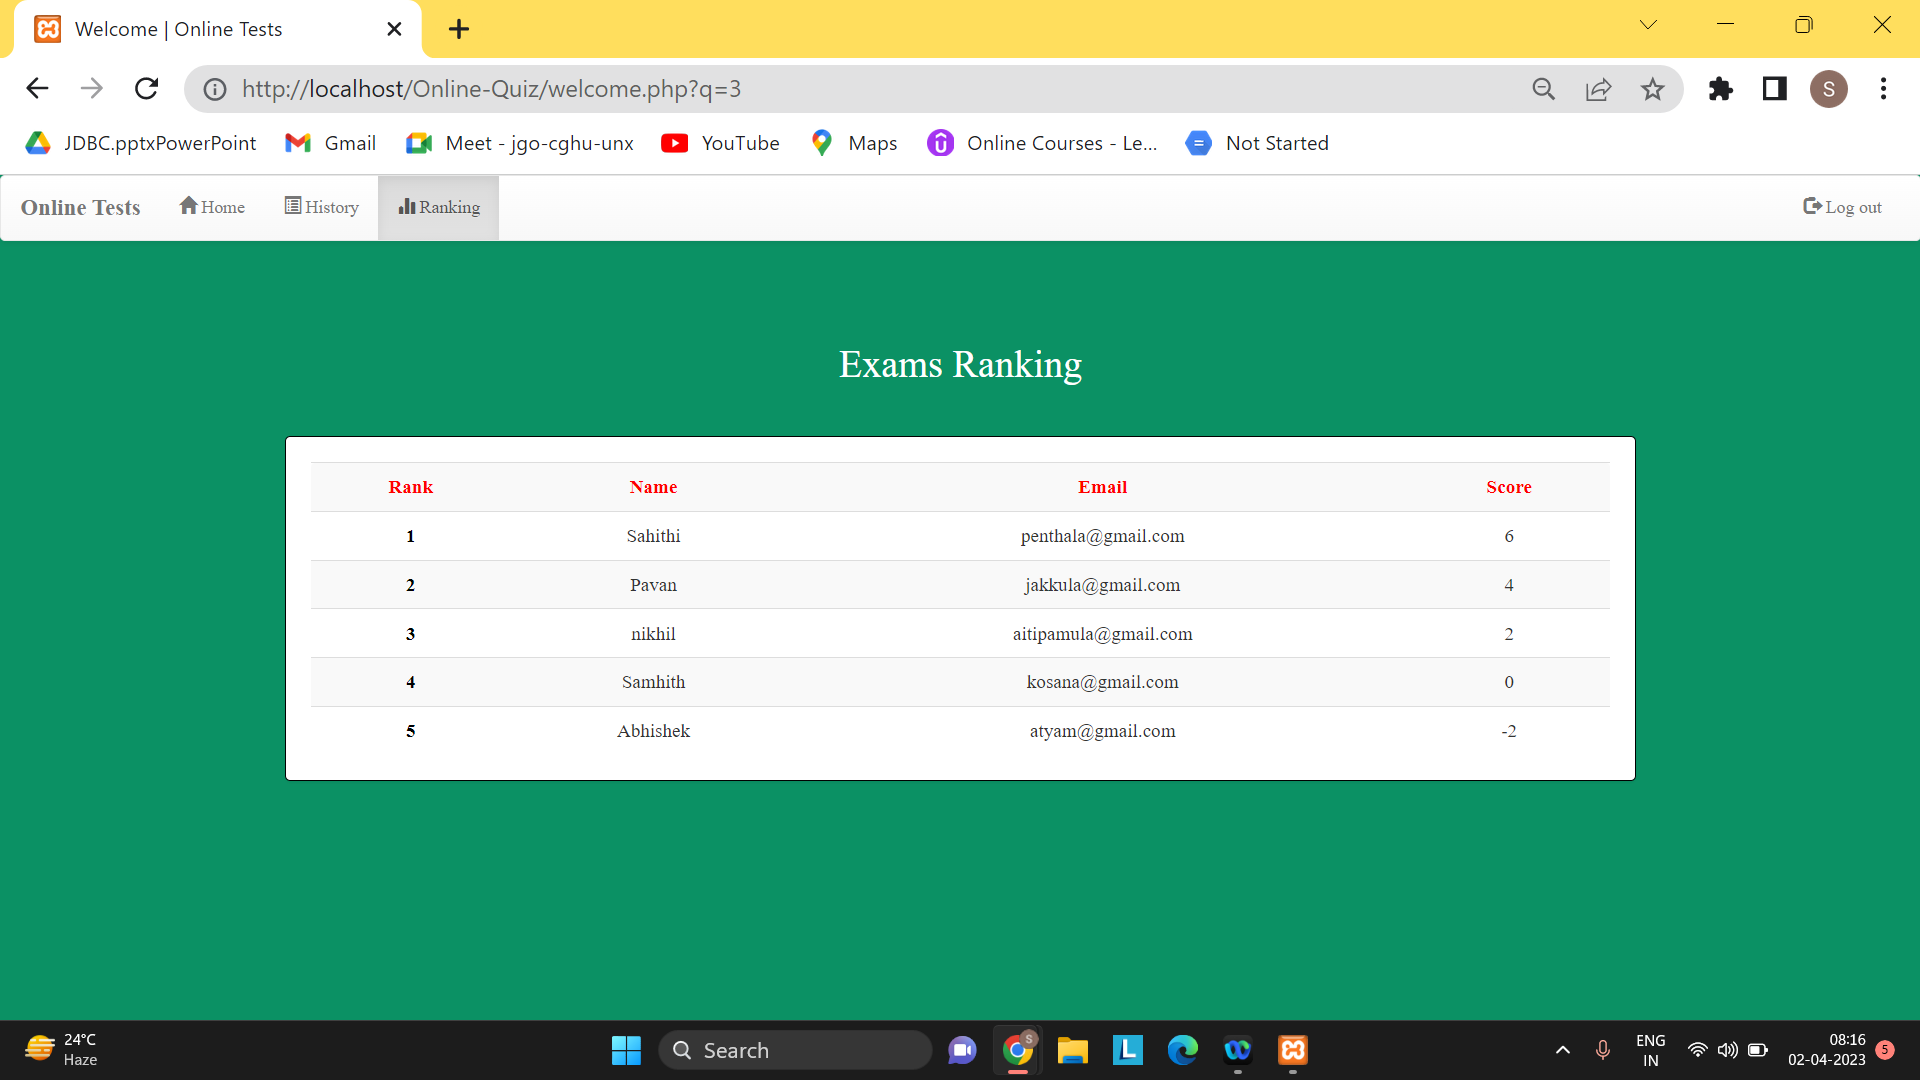 Welcome | Online Tests
http://localhost/Online-Quiz/welcome.php?q=3
S
JDBC.pptxPowerPoint Gmail Meet - jgo-cghu-unx YouTube Maps Online Courses - Le... Not Started
Online Tests Home History Ranking Log out
Exams Ranking
Rank Name Email Score
1 Sahithi penthala@gmail.com 6
2 Pavan jakkula@gmail.com 4
3 nikhil aitipamula@gmail.com 2
4 Samhith kosana@gmail.com 0
5 Abhishek atyam@gmail.com -2
24°C
Haze
Search
S
L
ENG
IN
08:16
02-04-2023
5